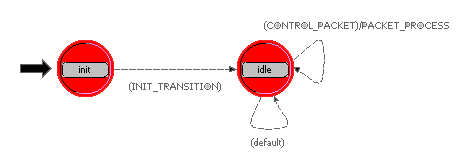 (CONTROL_PACKET)/PACKET_PROCESS
init
idle
(INIT_TRANSITION)
(default)